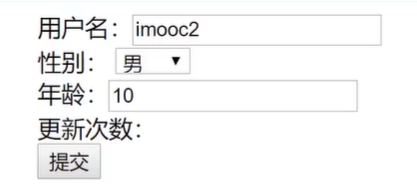 用户名：imooc2
性别： 男
年龄：10
更新次数：
提交